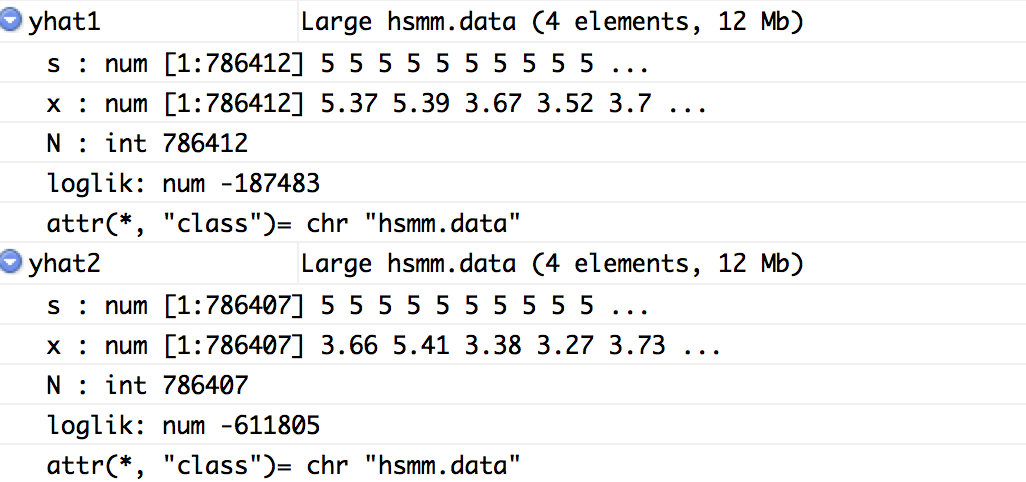 yhat1 Large hsmm.data (4 elements, 12 Mb)
s : num [1:786412] 5 5 5 5 5 5 5 5 5 5 ...
x : num [1:786412] 5.37 5.39 3.67 3.52 3.7 ...
N : int 786412
loglik: num -187483
attr(*, "class")= chr "hsmm.data"
yhat2 Large hsmm.data (4 elements, 12 Mb)
s : num [1:786407] 5 5 5 5 5 5 5 5 5 5 ...
x : num [1:786407] 3.66 5.41 3.38 3.27 3.73 ...
N : int 786407
loglik: num -611805
attr(*, "class")= chr "hsmm.data"